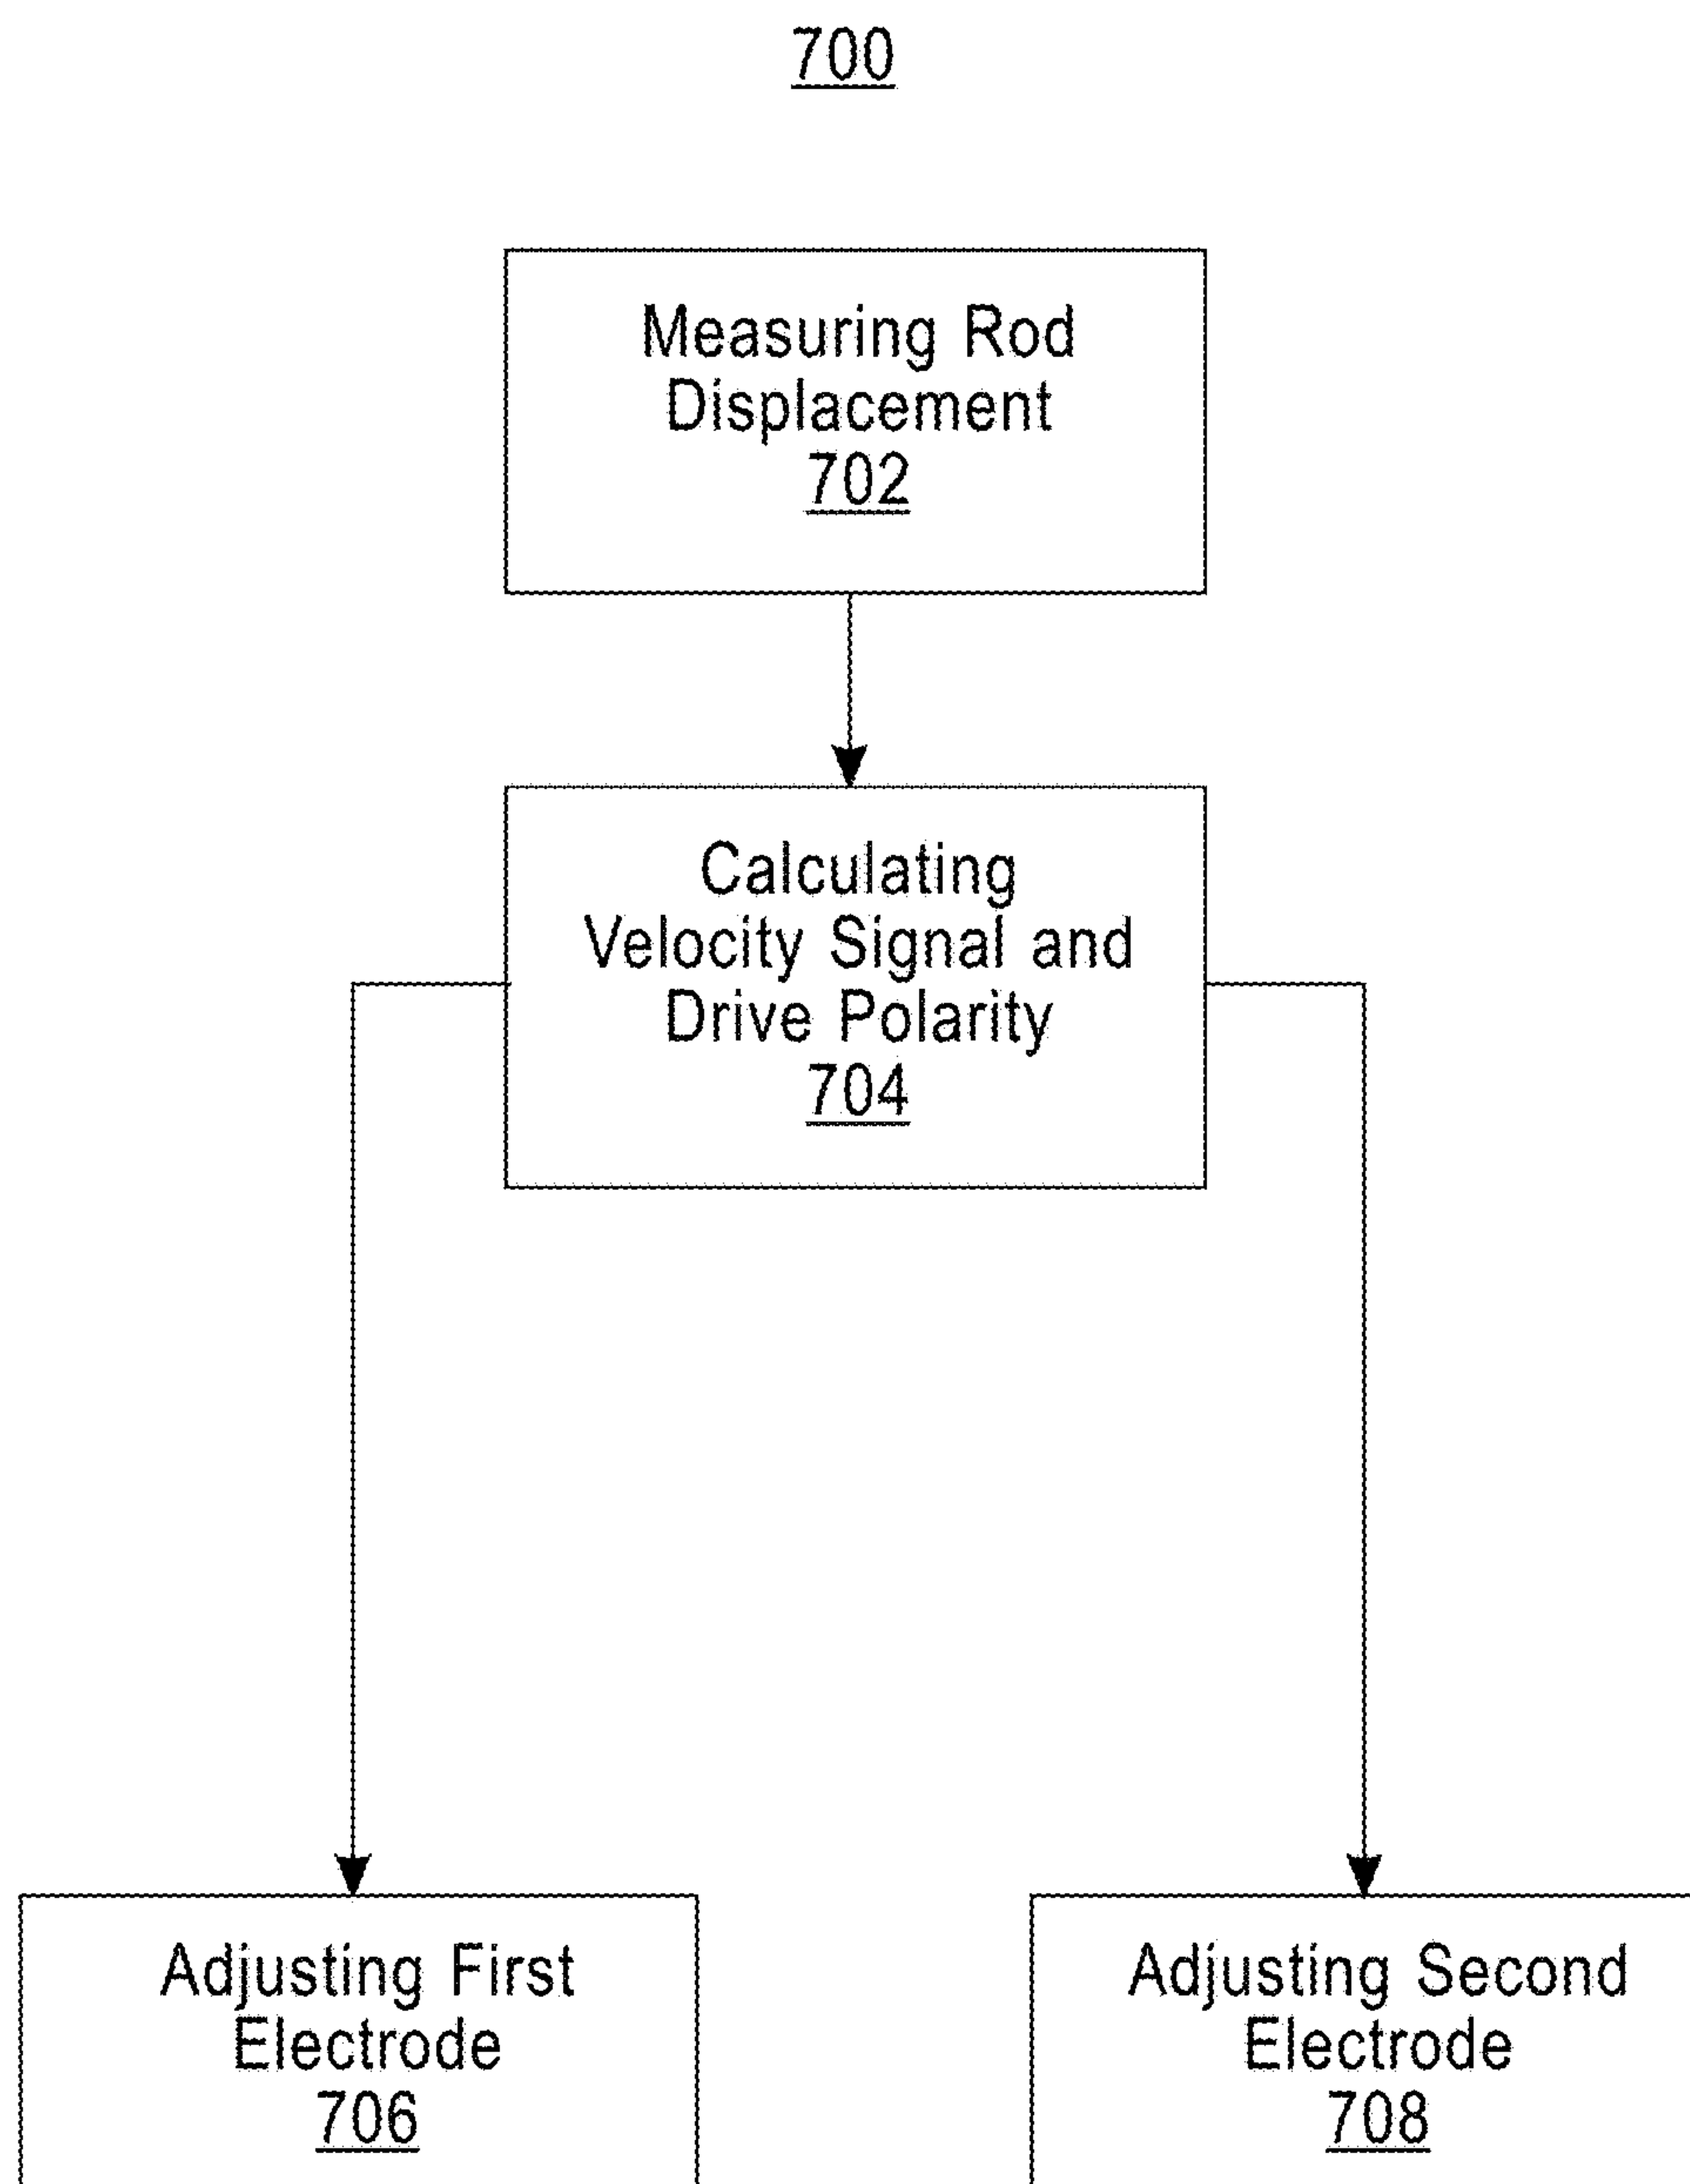 700
Measuring Rod
Displacement
702
Calculating
Velocity Signal and
Drive Polarity
704
Adjusting First
Electrode
706
Adjusting Second
Electrode
708